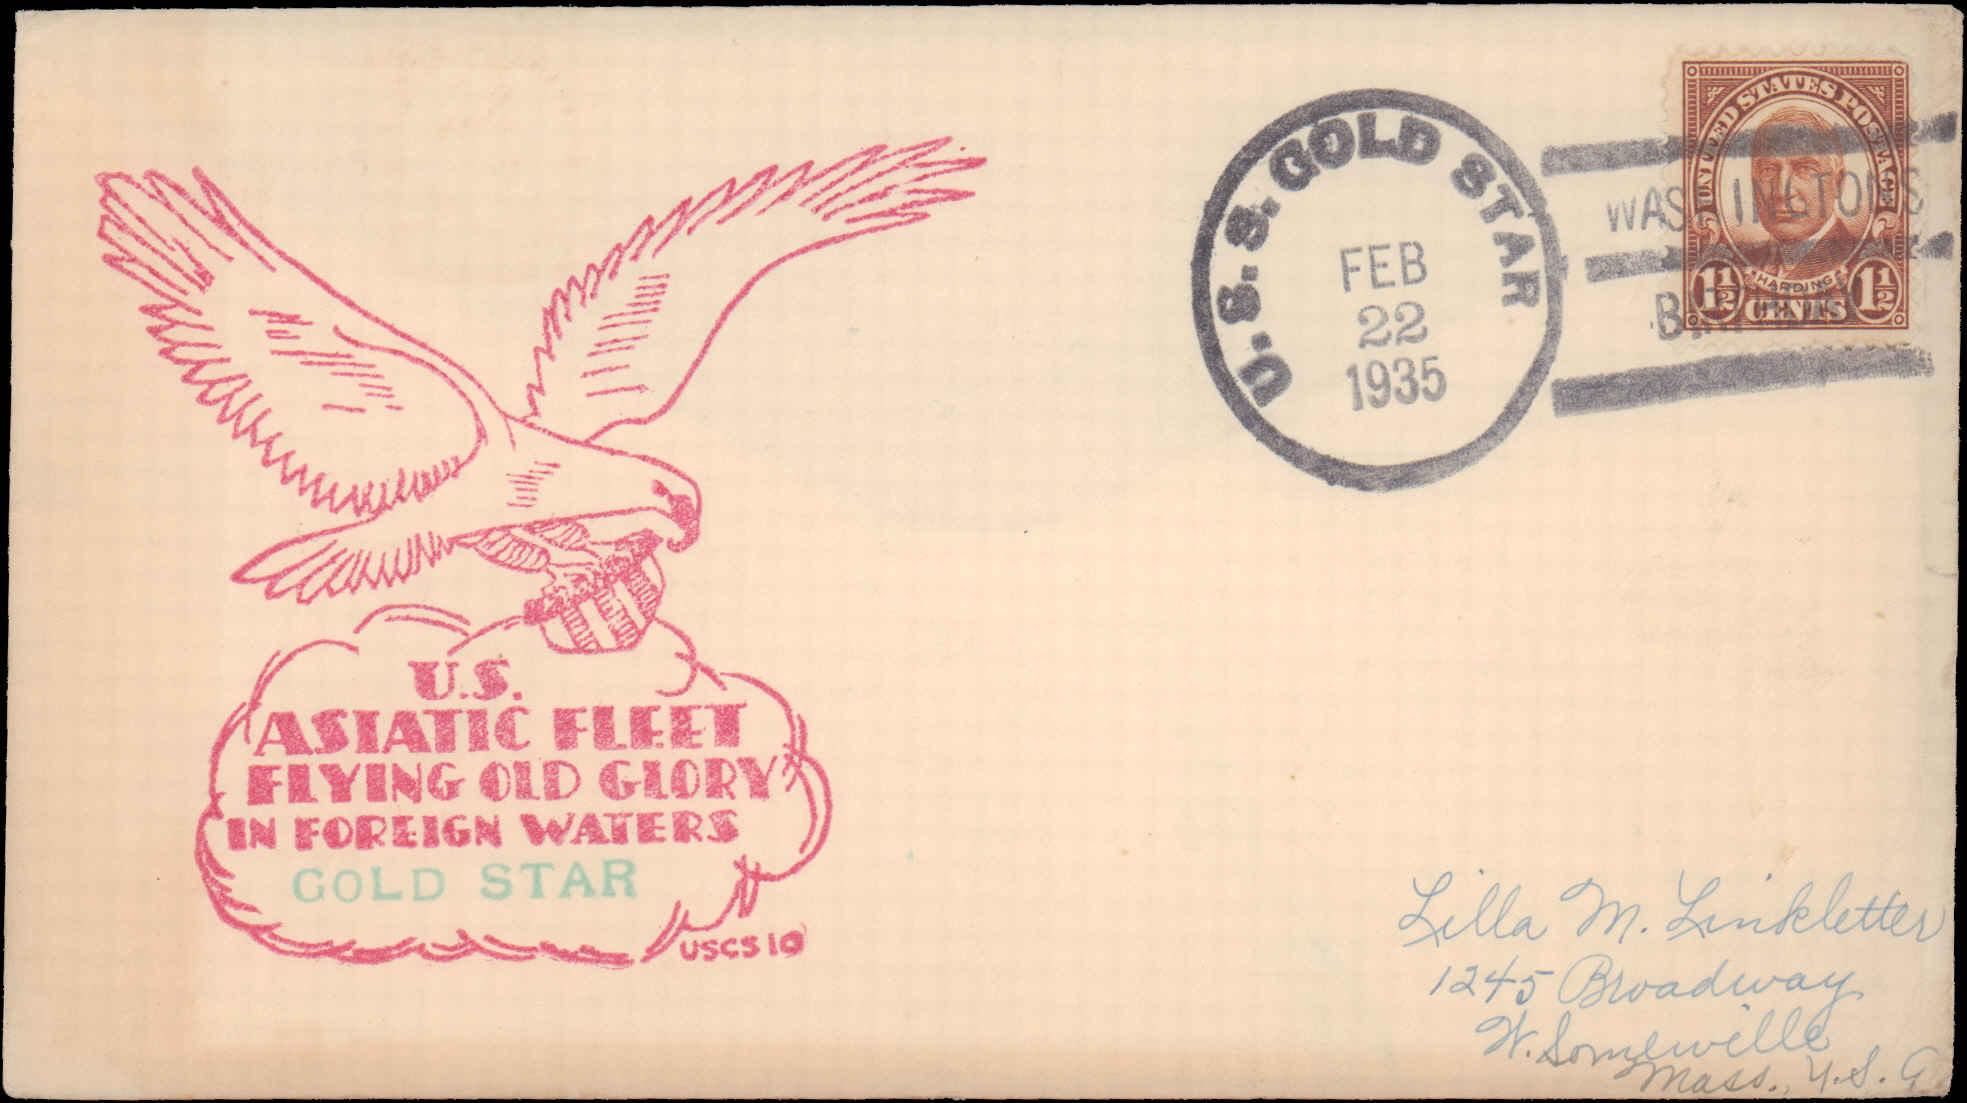 U.S.
ASIATIC FLEET
FLYING OLD GLORY
IN FOREIGN WATERS
GOLD STAR
USCS 10
U.S.S. GOLD STAR
FEB
22
1935
UNITED STATES POSTAGE
HARDING
1½ CENTS 1½
Lilla M. Linkletter
1245 Broadway
W. Somerville
Mass., U.S.A